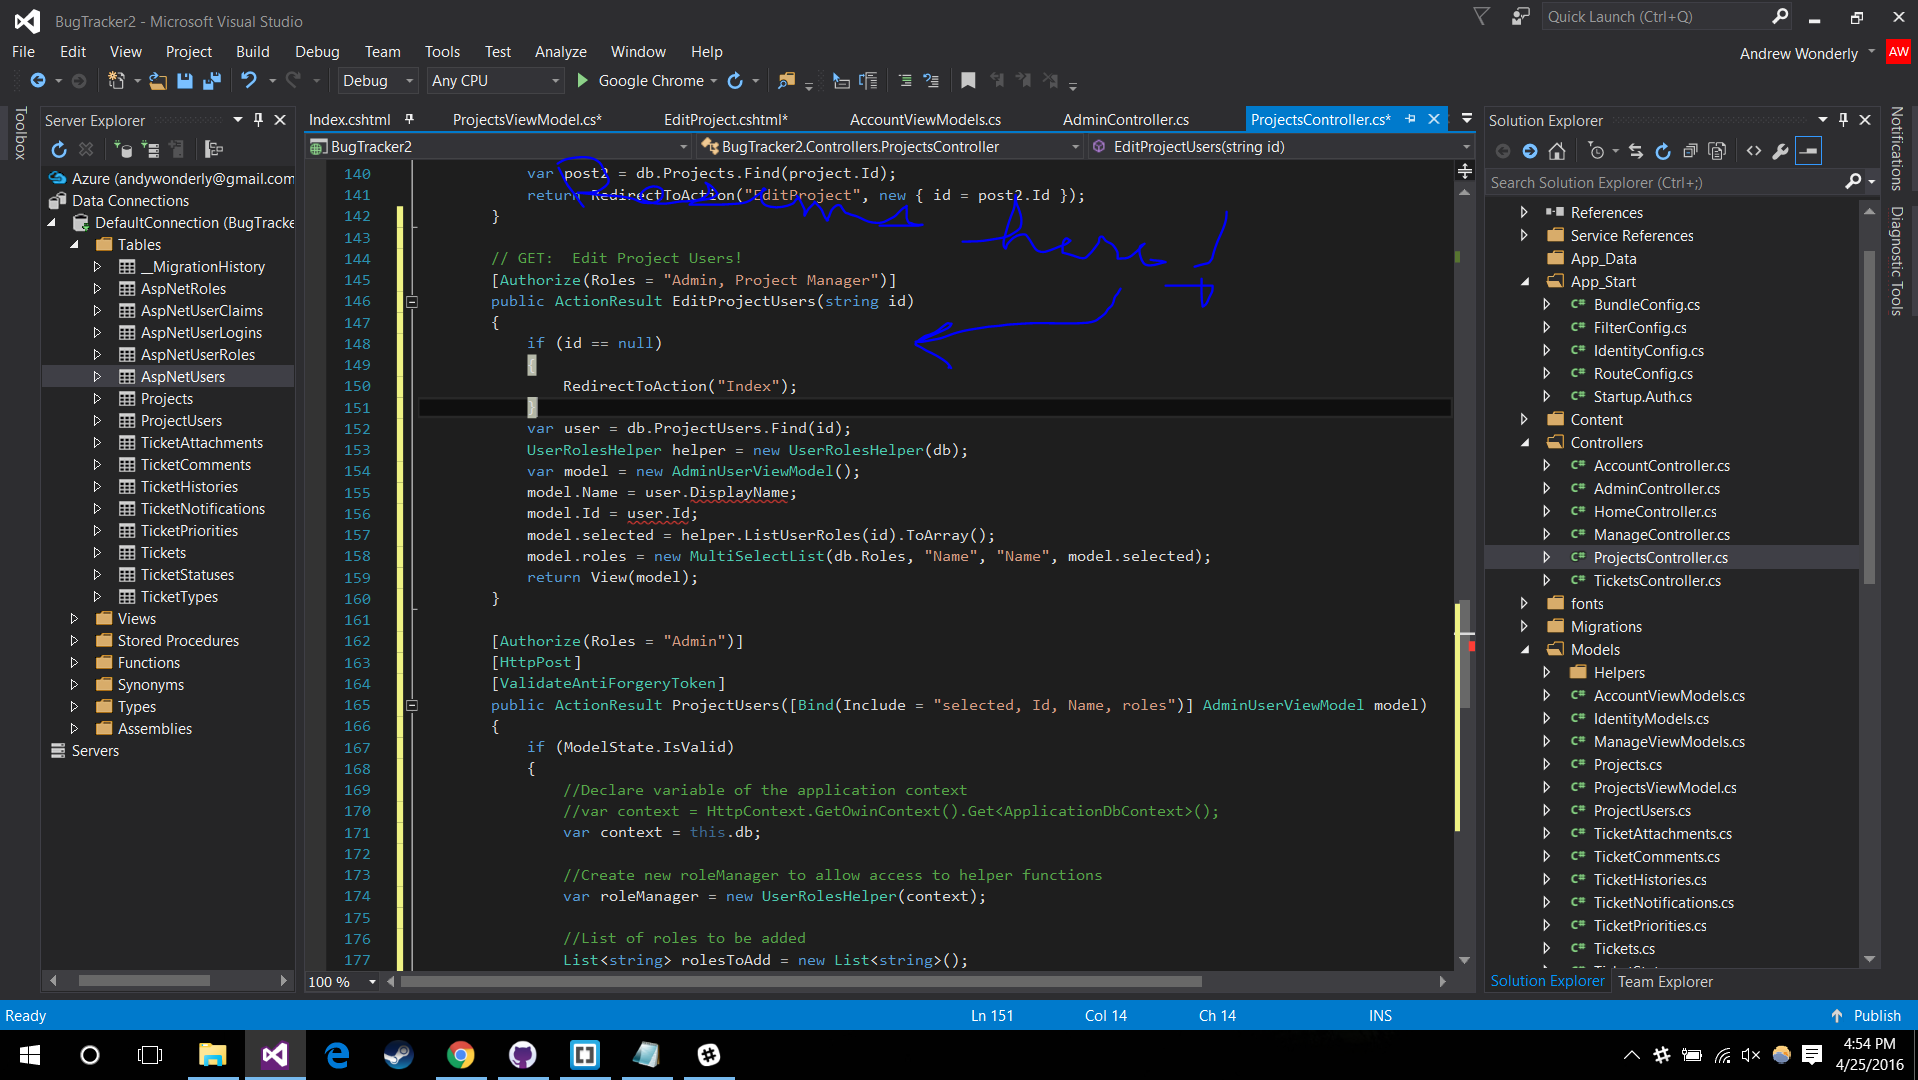 BugTracker2 - Microsoft Visual Studio
Quick Launch (Ctrl+Q)
File Edit View Project Build Debug Team Tools Test Analyze Window Help
Andrew Wonderly AW
Debug Any CPU Google Chrome
Toolbox
Server Explorer
Azure (andywonderly@gmail.com
Data Connections
DefaultConnection (BugTracke
Tables
__MigrationHistory
AspNetRoles
AspNetUserClaims
AspNetUserLogins
AspNetUserRoles
AspNetUsers
Projects
ProjectUsers
TicketAttachments
TicketComments
TicketHistories
TicketNotifications
TicketPriorities
Tickets
TicketStatuses
TicketTypes
Views
Stored Procedures
Functions
Synonyms
Types
Assemblies
Servers
Index.cshtml ProjectsViewModel.cs* EditProject.cshtml* AccountViewModels.cs AdminController.cs ProjectsController.cs*
BugTracker2 BugTracker2.Controllers.ProjectsController EditProjectUsers(string id)
140 var post2 = db.Projects.Find(project.Id);
141 return RedirectToAction("EditProject", new { id = post2.Id });
142 }
143
144 // GET:  Edit Project Users!
145 [Authorize(Roles = "Admin, Project Manager")]
146 public ActionResult EditProjectUsers(string id)
147 {
148 if (id == null)
149 {
150 RedirectToAction("Index");
151 }
152 var user = db.ProjectUsers.Find(id);
153 UserRolesHelper helper = new UserRolesHelper(db);
154 var model = new AdminUserViewModel();
155 model.Name = user.DisplayName;
156 model.Id = user.Id;
157 model.selected = helper.ListUserRoles(id).ToArray();
158 model.roles = new MultiSelectList(db.Roles, "Name", "Name", model.selected);
159 return View(model);
160 }
161
162 [Authorize(Roles = "Admin")]
163 [HttpPost]
164 [ValidateAntiForgeryToken]
165 public ActionResult ProjectUsers([Bind(Include = "selected, Id, Name, roles")] AdminUserViewModel model)
166 {
167 if (ModelState.IsValid)
168 {
169 //Declare variable of the application context
170 //var context = HttpContext.GetOwinContext().Get<ApplicationDbContext>();
171 var context = this.db;
172
173 //Create new roleManager to allow access to helper functions
174 var roleManager = new UserRolesHelper(context);
175
176 //List of roles to be added
177 List<string> rolesToAdd = new List<string>();
here
100 %
Solution Explorer
Search Solution Explorer (Ctrl+;)
References
Service References
App_Data
App_Start
BundleConfig.cs
FilterConfig.cs
IdentityConfig.cs
RouteConfig.cs
Startup.Auth.cs
Content
Controllers
AccountController.cs
AdminController.cs
HomeController.cs
ManageController.cs
ProjectsController.cs
TicketsController.cs
fonts
Migrations
Models
Helpers
AccountViewModels.cs
IdentityModels.cs
ManageViewModels.cs
Projects.cs
ProjectsViewModel.cs
ProjectUsers.cs
TicketAttachments.cs
TicketComments.cs
TicketHistories.cs
TicketNotifications.cs
TicketPriorities.cs
Tickets.cs
Solution Explorer Team Explorer
Notifications
Diagnostic Tools
Ready Ln 151 Col 14 Ch 14 INS Publish
4:54 PM
4/25/2016